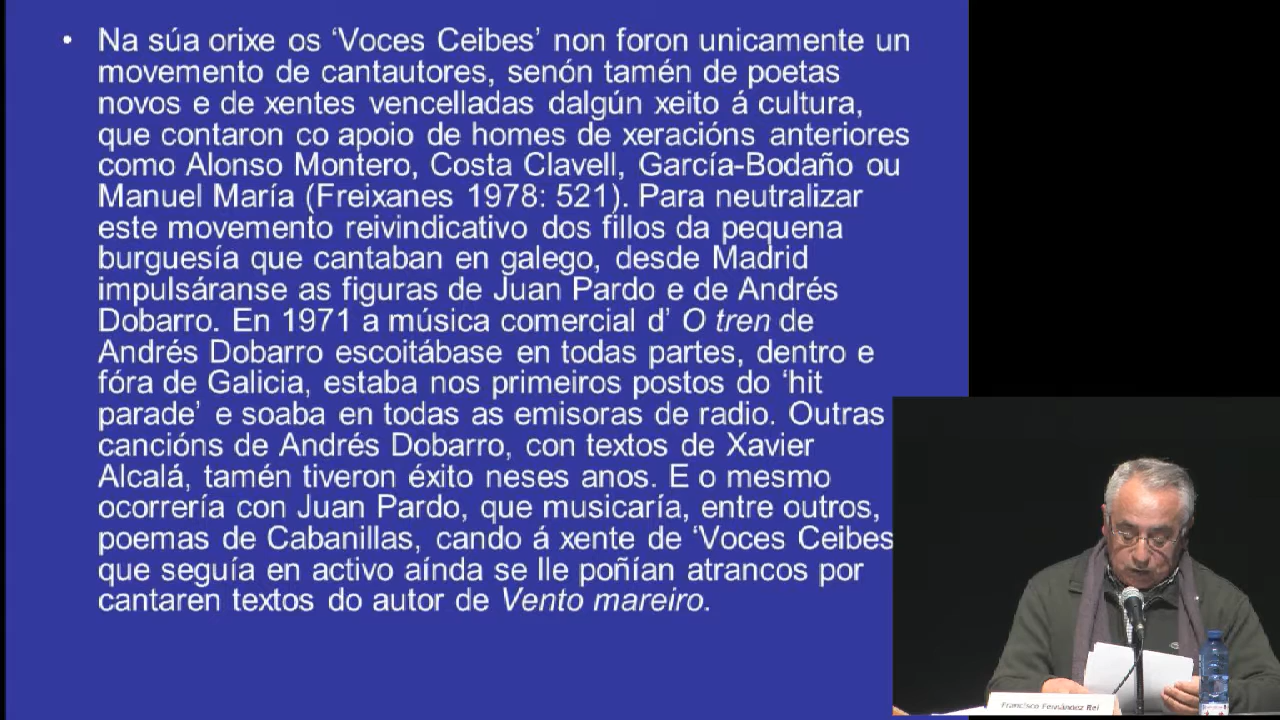 • Na súa orixe os ‘Voces Ceibes’ non foron unicamente un
movemento de cantautores, senón tamén de poetas
novos e de xentes vencelladas dalgún xeito á cultura,
que contaron co apoio de homes de xeracións anteriores
como Alonso Montero, Costa Clavell, García-Bodaño ou
Manuel María (Freixanes 1978: 521). Para neutralizar
este movemento reivindicativo dos fillos da pequena
burguesía que cantaban en galego, desde Madrid
impulsáranse as figuras de Juan Pardo e de Andrés
Dobarro. En 1971 a música comercial d’ O tren de
Andrés Dobarro escoitábase en todas partes, dentro e
fóra de Galicia, estaba nos primeiros postos do ‘hit
parade’ e soaba en todas as emisoras de radio. Outras
cancións de Andrés Dobarro, con textos de Xavier
Alcalá, tamén tiveron éxito neses anos. E o mesmo
ocorrería con Juan Pardo, que musicaría, entre outros,
poemas de Cabanillas, cando á xente de ‘Voces Ceibes
que seguía en activo aínda se lle poñían atrancos por
cantaren textos do autor de Vento mareiro.
Francisco Fernández Rei